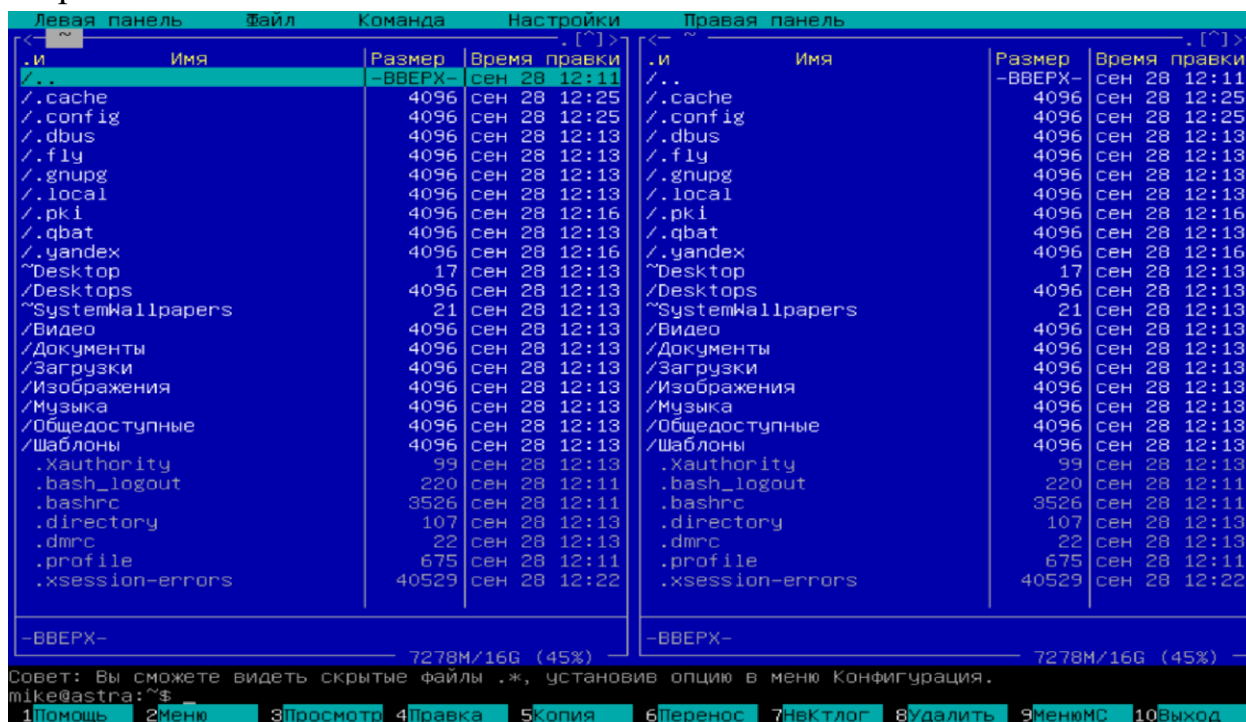 Левая панель Файл Команда Настройки Правая панель
<─ ~ ─.[^]>┐ <─ ~ ─.[^]>
.и Имя Размер Время правки .и Имя Размер Время правки
/.. -ВВЕРХ- сен 28 12:11 /.. -ВВЕРХ- сен 28 12:11
/.cache 4096 сен 28 12:25 /.cache 4096 сен 28 12:25
/.config 4096 сен 28 12:25 /.config 4096 сен 28 12:25
/.dbus 4096 сен 28 12:13 /.dbus 4096 сен 28 12:13
/.fly 4096 сен 28 12:13 /.fly 4096 сен 28 12:13
/.gnupg 4096 сен 28 12:13 /.gnupg 4096 сен 28 12:13
/.local 4096 сен 28 12:13 /.local 4096 сен 28 12:13
/.pki 4096 сен 28 12:16 /.pki 4096 сен 28 12:16
/.qbat 4096 сен 28 12:13 /.qbat 4096 сен 28 12:13
/.yandex 4096 сен 28 12:16 /.yandex 4096 сен 28 12:16
~Desktop 17 сен 28 12:13 ~Desktop 17 сен 28 12:13
/Desktops 4096 сен 28 12:13 /Desktops 4096 сен 28 12:13
~SystemWallpapers 21 сен 28 12:13 ~SystemWallpapers 21 сен 28 12:13
/Видео 4096 сен 28 12:13 /Видео 4096 сен 28 12:13
/Документы 4096 сен 28 12:13 /Документы 4096 сен 28 12:13
/Загрузки 4096 сен 28 12:13 /Загрузки 4096 сен 28 12:13
/Изображения 4096 сен 28 12:13 /Изображения 4096 сен 28 12:13
/Музыка 4096 сен 28 12:13 /Музыка 4096 сен 28 12:13
/Общедоступные 4096 сен 28 12:13 /Общедоступные 4096 сен 28 12:13
/Шаблоны 4096 сен 28 12:13 /Шаблоны 4096 сен 28 12:13
.Xauthority 99 сен 28 12:13 .Xauthority 99 сен 28 12:13
.bash_logout 220 сен 28 12:11 .bash_logout 220 сен 28 12:11
.bashrc 3526 сен 28 12:11 .bashrc 3526 сен 28 12:11
.directory 107 сен 28 12:13 .directory 107 сен 28 12:13
.dmrc 22 сен 28 12:13 .dmrc 22 сен 28 12:13
.profile 675 сен 28 12:11 .profile 675 сен 28 12:11
.xsession-errors 40529 сен 28 12:22 .xsession-errors 40529 сен 28 12:22
-ВВЕРХ- -ВВЕРХ-
7278M/16G (45%) 7278M/16G (45%)
Совет: Вы сможете видеть скрытые файлы .*, установив опцию в меню Конфигурация.
mike@astra:~$ _
1Помощь 2Меню 3Просмотр 4Правка 5Копия 6Перенос 7НвКтлог 8Удалить 9МенюMC 10Выход